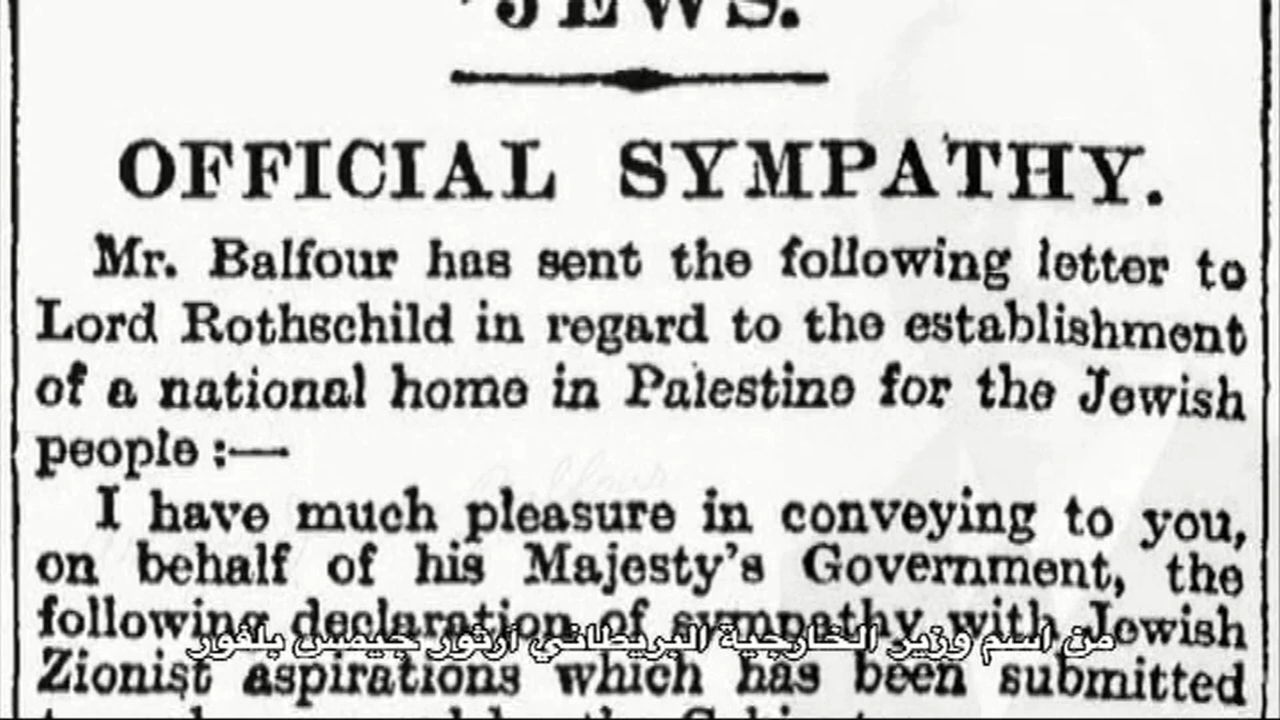 JEWS.
OFFICIAL SYMPATHY.
Mr. Balfour has sent the following letter to
Lord Rothschild in regard to the establishment
of a national home in Palestine for the Jewish
people :—
I have much pleasure in conveying to you,
on behalf of his Majesty's Government, the
following declaration of sympathy with Jewish
من اسم وزير الخارجية البريطاني آرثور جيمس بلفور
Zionist aspirations which has been submitted